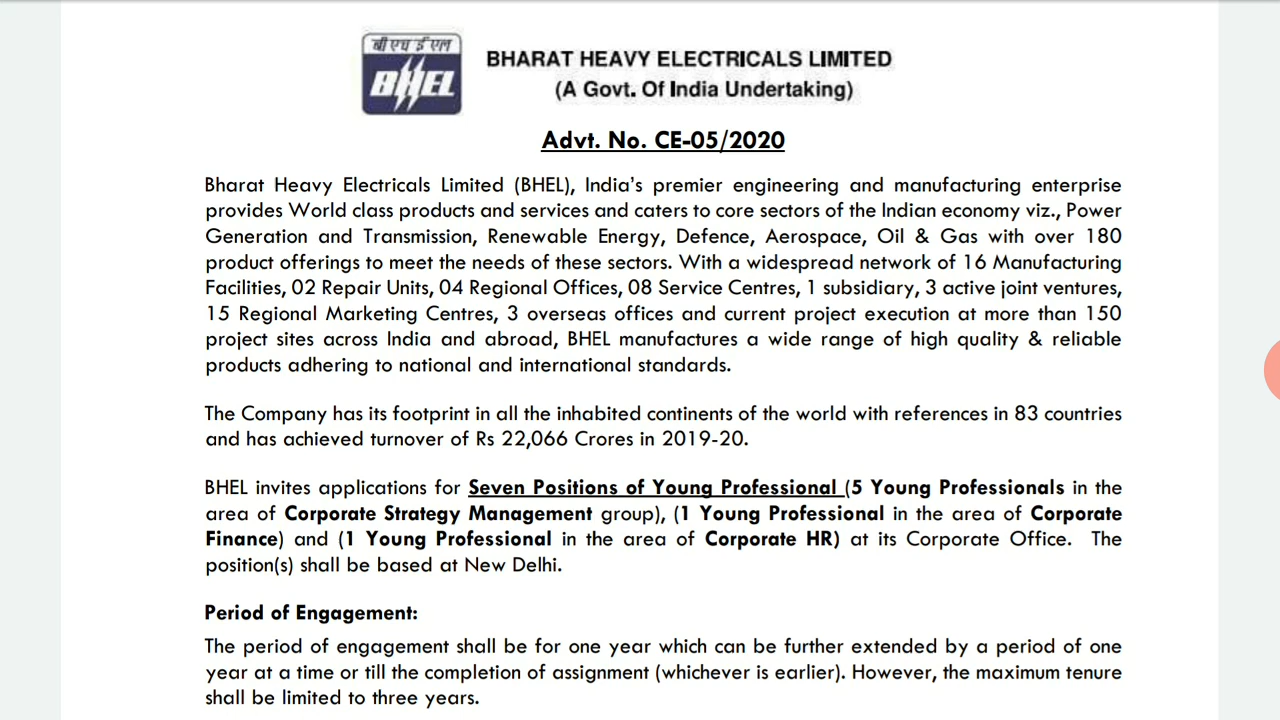 बी एच ई एल
BHEL
BHARAT HEAVY ELECTRICALS LIMITED
(A Govt. Of India Undertaking)
Advt. No. CE-05/2020
Bharat Heavy Electricals Limited (BHEL), India's premier engineering and manufacturing enterprise
provides World class products and services and caters to core sectors of the Indian economy viz., Power
Generation and Transmission, Renewable Energy, Defence, Aerospace, Oil & Gas with over 180
product offerings to meet the needs of these sectors. With a widespread network of 16 Manufacturing
Facilities, 02 Repair Units, 04 Regional Offices, 08 Service Centres, 1 subsidiary, 3 active joint ventures,
15 Regional Marketing Centres, 3 overseas offices and current project execution at more than 150
project sites across India and abroad, BHEL manufactures a wide range of high quality & reliable
products adhering to national and international standards.
The Company has its footprint in all the inhabited continents of the world with references in 83 countries
and has achieved turnover of Rs 22,066 Crores in 2019-20.
BHEL invites applications for Seven Positions of Young Professional (5 Young Professionals in the
area of Corporate Strategy Management group), (1 Young Professional in the area of Corporate
Finance) and (1 Young Professional in the area of Corporate HR) at its Corporate Office. The
position(s) shall be based at New Delhi.
Period of Engagement:
The period of engagement shall be for one year which can be further extended by a period of one
year at a time or till the completion of assignment (whichever is earlier). However, the maximum tenure
shall be limited to three years.